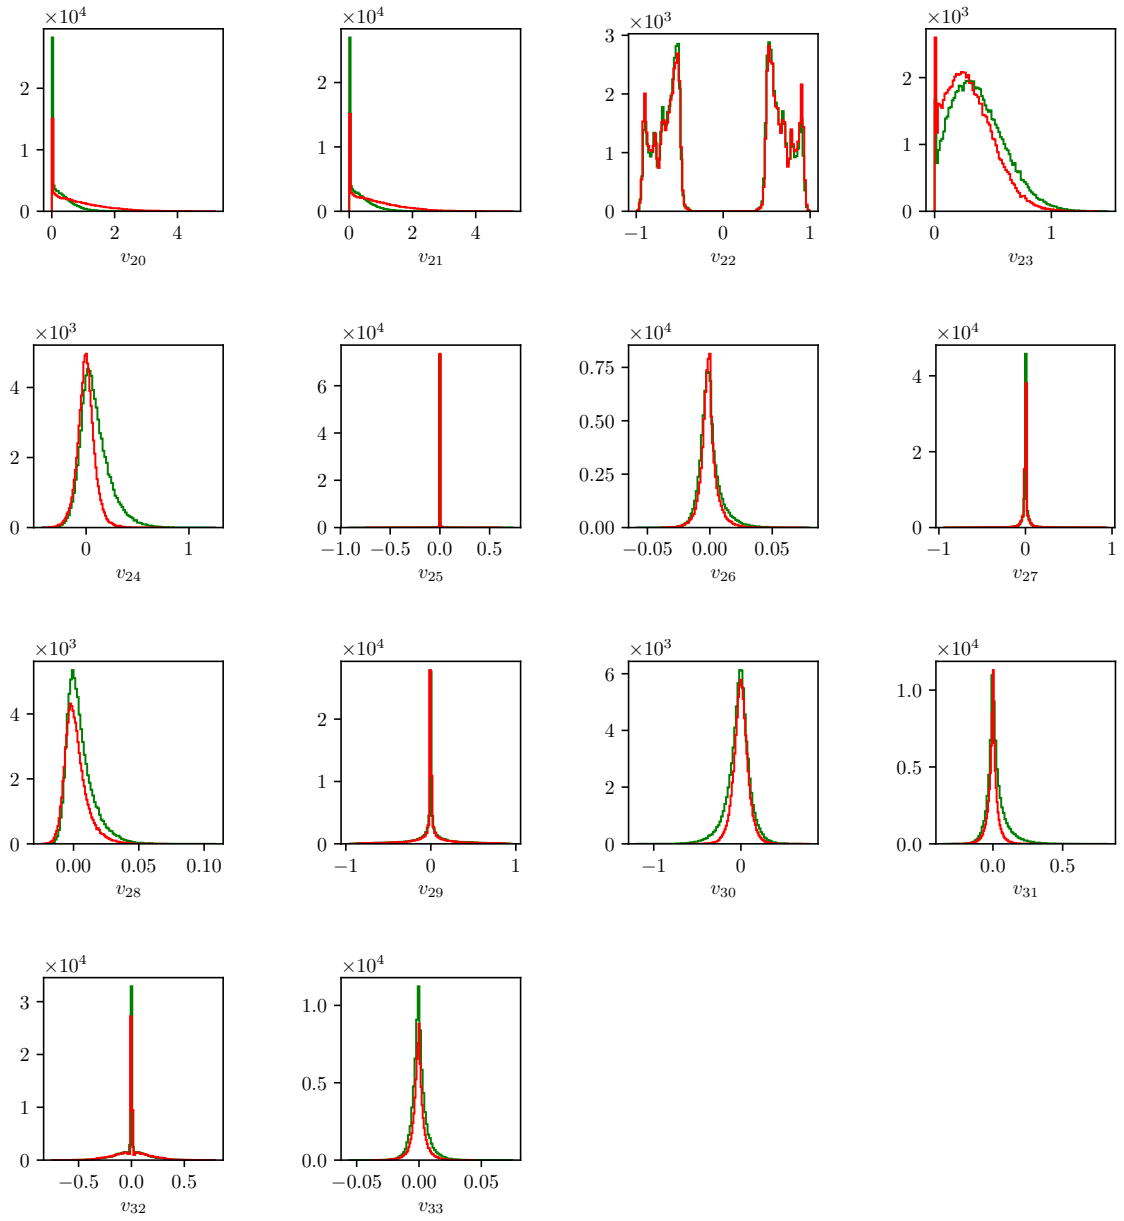 ×10⁴ ×10⁴ ×10³ ×10³
2 1 0
0 2 4
v₂₀
2 1 0
0 2 4
v₂₁
3 2 1 0
−1 0 1
v₂₂
2 1 0
0 1
v₂₃
×10³ ×10⁴ ×10⁴ ×10⁴
4 2 0
0 1
v₂₄
6 4 2 0
−1.0 −0.5 0.0 0.5
v₂₅
0.75 0.50 0.25 0.00
−0.05 0.00 0.05
v₂₆
4 2 0
−1 0 1
v₂₇
×10³ ×10⁴ ×10³ ×10⁴
4 2 0
0.00 0.05 0.10
v₂₈
2 1 0
−1 0 1
v₂₉
6 4 2 0
−1 0
v₃₀
1.0 0.5 0.0
0.0 0.5
v₃₁
×10⁴ ×10⁴
3 2 1 0
−0.5 0.0 0.5
v₃₂
1.0 0.5 0.0
−0.05 0.00 0.05
v₃₃